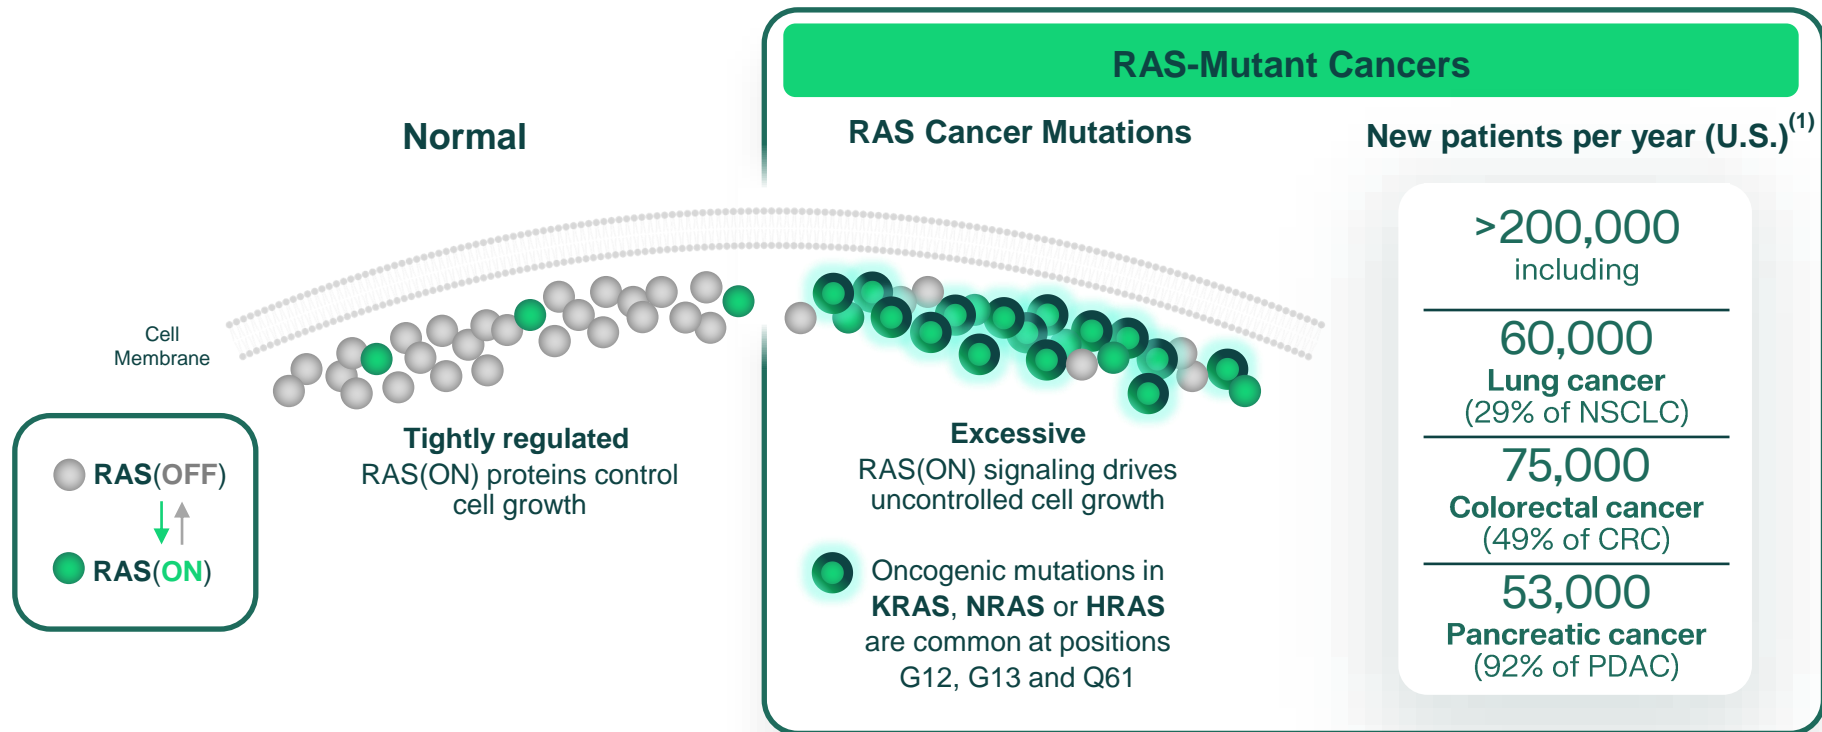 RAS-Mutant Cancers
Normal
RAS Cancer Mutations
New patients per year (U.S.)(1)
Cell
Membrane
RAS(OFF)
RAS(ON)
Tightly regulated
RAS(ON) proteins control
cell growth
Excessive
RAS(ON) signaling drives
uncontrolled cell growth
Oncogenic mutations in
KRAS, NRAS or HRAS
are common at positions
G12, G13 and Q61
>200,000
including
60,000
Lung cancer
(29% of NSCLC)
75,000
Colorectal cancer
(49% of CRC)
53,000
Pancreatic cancer
(92% of PDAC)